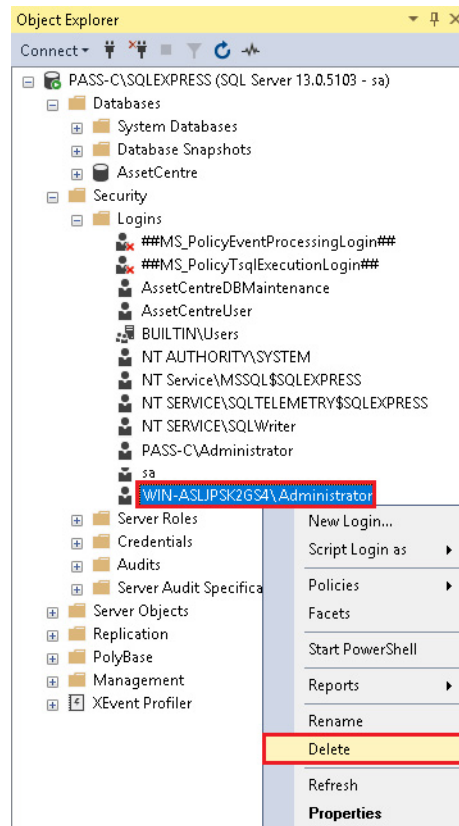 Object Explorer
Connect
PASS-C\SQLEXPRESS (SQL Server 13.0.5103 - sa)
Databases
System Databases
Database Snapshots
AssetCentre
Security
Logins
##MS_PolicyEventProcessingLogin##
##MS_PolicyTsqlExecutionLogin##
AssetCentreDBMaintenance
AssetCentreUser
BUILTIN\Users
NT AUTHORITY\SYSTEM
NT Service\MSSQL$SQLEXPRESS
NT SERVICE\SQLTELEMETRY$SQLEXPRESS
NT SERVICE\SQLWriter
PASS-C\Administrator
sa
WIN-ASLJPSK2GS4\Administrator
Server Roles
Credentials
Audits
Server Audit Specifica
Server Objects
Replication
PolyBase
Management
XEvent Profiler
New Login...
Script Login as
Policies
Facets
Start PowerShell
Reports
Rename
Delete
Refresh
Properties